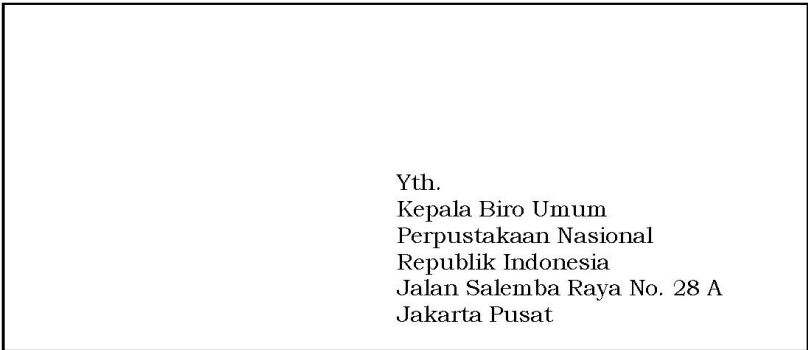 Yth.
Kepala Biro Umum
Perpustakaan Nasional
Republik Indonesia
Jalan Salemba Raya No. 28 A
Jakarta Pusat